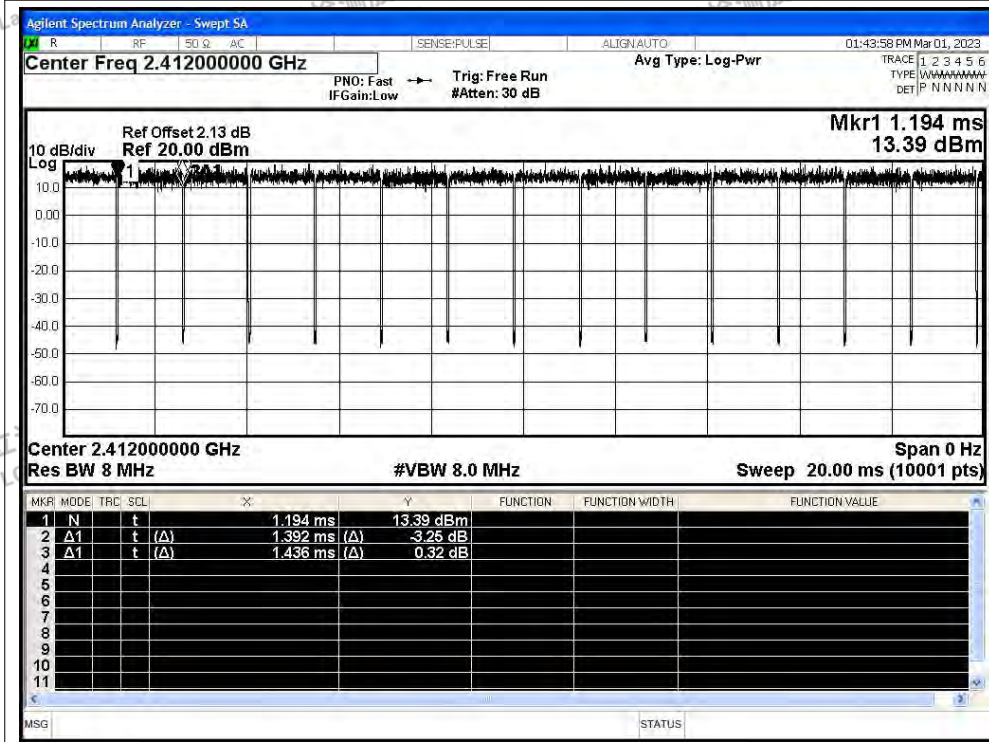 Agilent Spectrum Analyzer - Swept SA
LXI R RF 50 Ω AC SENSE:PULSE ALIGN AUTO 01:43:58 PM Mar 01, 2023
Center Freq 2.412000000 GHz Avg Type: Log-Pwr TRACE 1 2 3 4 5 6
PNO: Fast Trig: Free Run TYPE WWWWWW
IFGain:Low #Atten: 30 dB DET P N N N N N
Mkr1 1.194 ms
Ref Offset 2.13 dB
10 dB/div Ref 20.00 dBm 13.39 dBm
Log
1
10.0
0.00
-10.0
-20.0
-30.0
-40.0
-50.0
-60.0
-70.0
Center 2.412000000 GHz Span 0 Hz
Res BW 8 MHz #VBW 8.0 MHz Sweep 20.00 ms (10001 pts)
MKR MODE TRC SCL X Y FUNCTION FUNCTION WIDTH FUNCTION VALUE
1 N t 1.194 ms 13.39 dBm
2 Δ1 t (Δ) 1.392 ms (Δ) -3.25 dB
3 Δ1 t (Δ) 1.436 ms (Δ) 0.32 dB
4
5
6
7
8
9
10
11
MSG STATUS